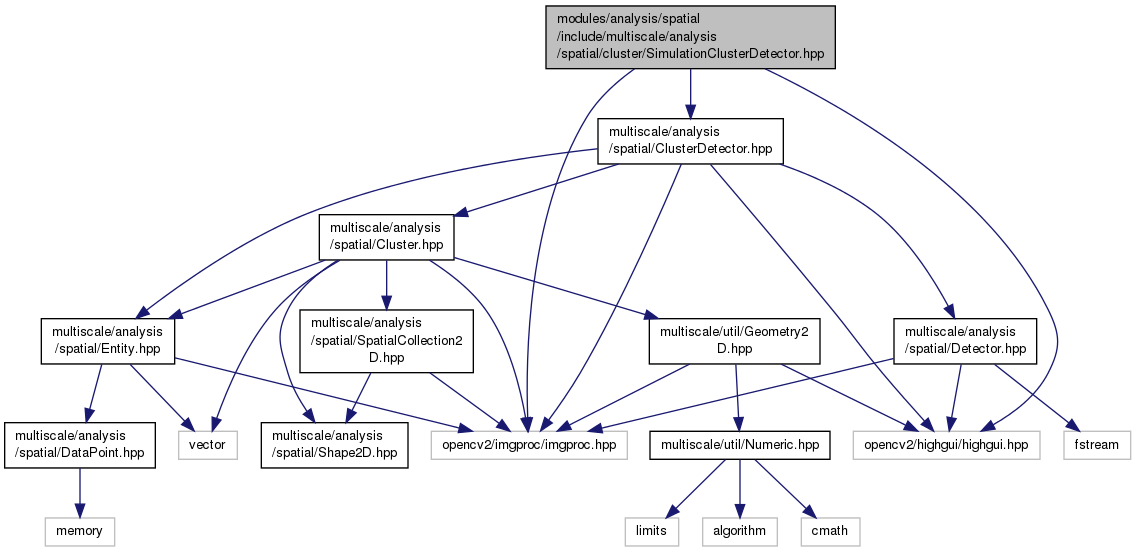 modules/analysis/spatial
/include/multiscale/analysis
/spatial/cluster/SimulationClusterDetector.hpp
multiscale/analysis
/spatial/ClusterDetector.hpp
multiscale/analysis
/spatial/Cluster.hpp
multiscale/analysis
/spatial/Entity.hpp
multiscale/analysis
/spatial/SpatialCollection2
D.hpp
multiscale/util/Geometry2
D.hpp
multiscale/analysis
/spatial/Detector.hpp
multiscale/analysis
/spatial/DataPoint.hpp
vector
multiscale/analysis
/spatial/Shape2D.hpp
opencv2/imgproc/imgproc.hpp
multiscale/util/Numeric.hpp
opencv2/highgui/highgui.hpp
fstream
memory
limits
algorithm
cmath